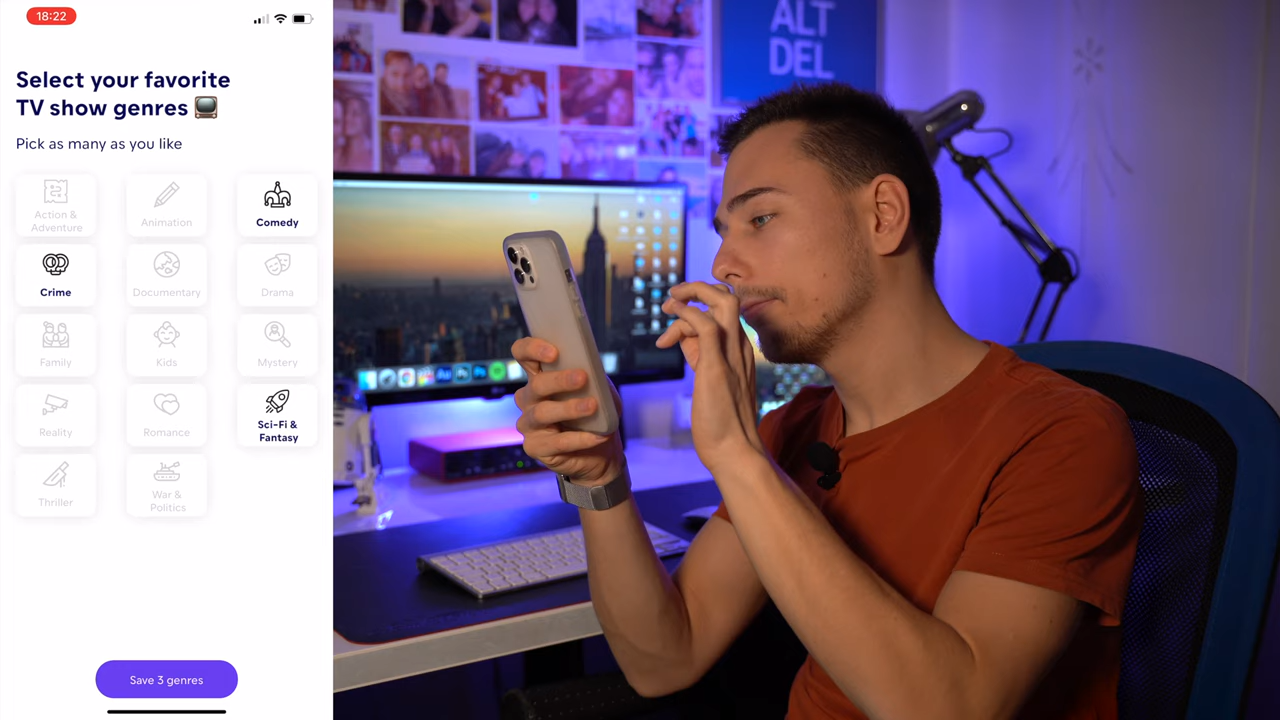 18:22
Select your favorite
TV show genres
Pick as many as you like
Action &
Adventure
Animation
Comedy
Crime
Documentary
Drama
Family
Kids
Mystery
Reality
Romance
Sci-Fi &
Fantasy
Thriller
War &
Politics
Save 3 genres
ALT
DEL